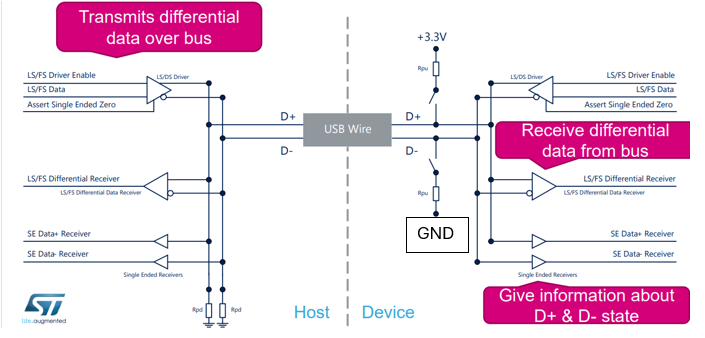 Transmits differential
data over bus
+3.3V
Rpu
LS/FS Driver Enable
LS/DS Driver
LS/FS Data
Assert Single Ended Zero
LS/DS Driver
LS/FS Driver Enable
LS/FS Data
Assert Single Ended Zero
D+
USB Wire
D+
D-
D-
Receive differential
data from bus
LS/FS Differential Receiver
LS/FS Differential Data Receiver
Rpu
LS/FS Differential Receiver
LS/FS Differential Data Receiver
GND
SE Data+ Receiver
SE Data- Receiver
Single Ended Receivers
SE Data+ Receiver
SE Data- Receiver
Single Ended Receivers
Give information about
D+ & D- state
ST
life.augmented
Rpd
Rpd
Host
Device